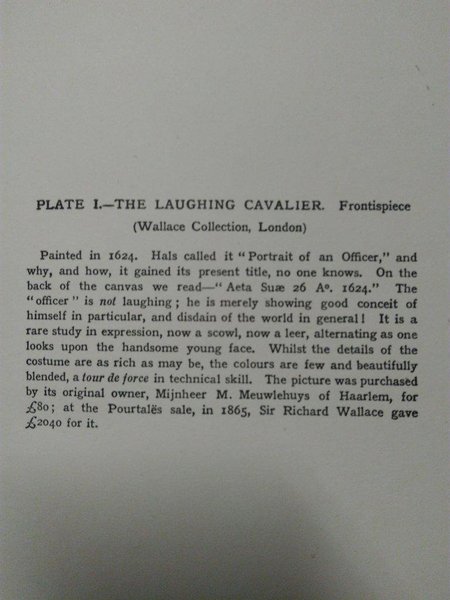 PLATE I.—THE LAUGHING CAVALIER. Frontispiece
(Wallace Collection, London)
Painted in 1624. Hals called it "Portrait of an Officer," and
why, and how, it gained its present title, no one knows. On the
back of the canvas we read—"Aeta Suæ 26 Aº. 1624." The
"officer" is not laughing; he is merely showing good conceit of
himself in particular, and disdain of the world in general! It is a
rare study in expression, now a scowl, now a leer, alternating as one
looks upon the handsome young face. Whilst the details of the
costume are as rich as may be, the colours are few and beautifully
blended, a tour de force in technical skill. The picture was purchased
by its original owner, Mijnheer M. Meuwlehuys of Haarlem, for
£80; at the Pourtalës sale, in 1865, Sir Richard Wallace gave
£2040 for it.